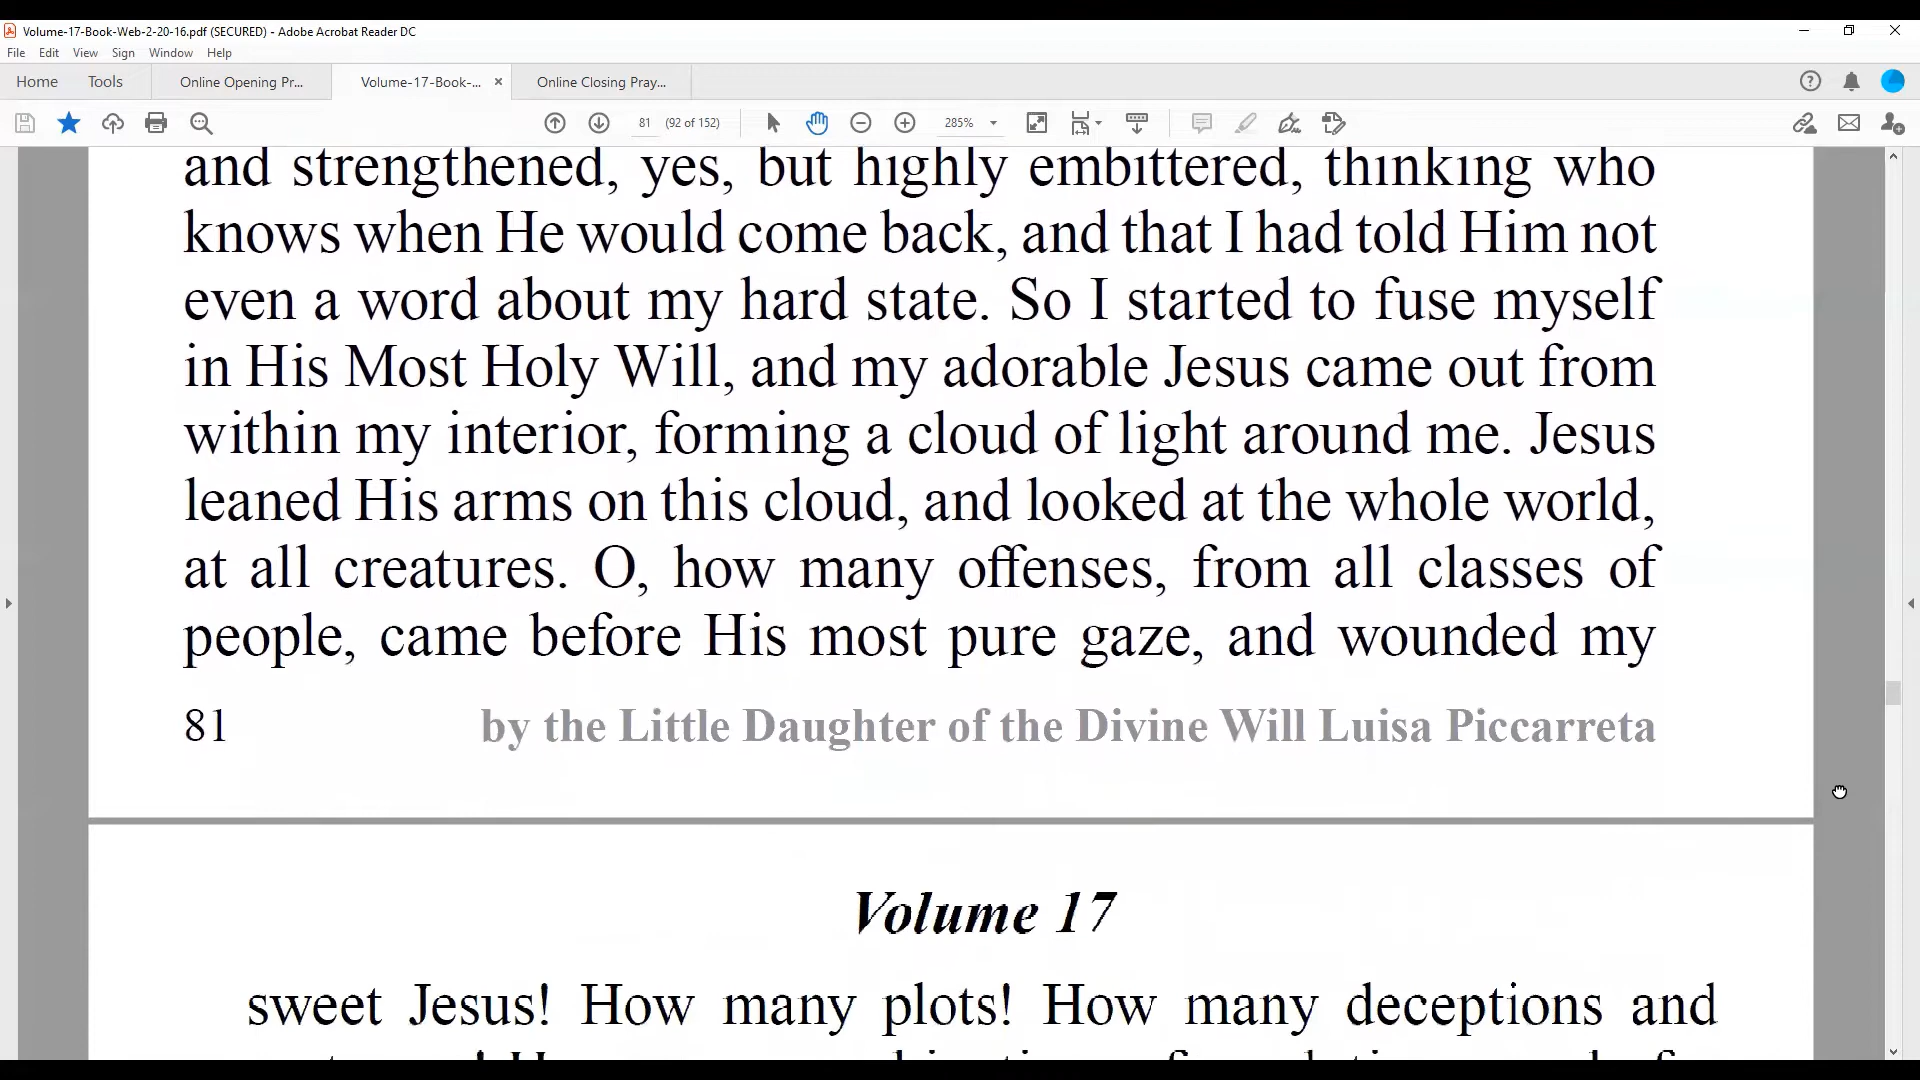 Volume-17-Book-Web-2-20-16.pdf (SECURED) - Adobe Acrobat Reader DC
File Edit View Sign Window Help
Home Tools Online Opening Pr... Volume-17-Book-... Online Closing Pray...
81 (92 of 152) 285%
and strengthened, yes, but highly embittered, thinking who
knows when He would come back, and that I had told Him not
even a word about my hard state. So I started to fuse myself
in His Most Holy Will, and my adorable Jesus came out from
within my interior, forming a cloud of light around me. Jesus
leaned His arms on this cloud, and looked at the whole world,
at all creatures. O, how many offenses, from all classes of
people, came before His most pure gaze, and wounded my
81 by the Little Daughter of the Divine Will Luisa Piccarreta
Volume 17
sweet Jesus! How many plots! How many deceptions and